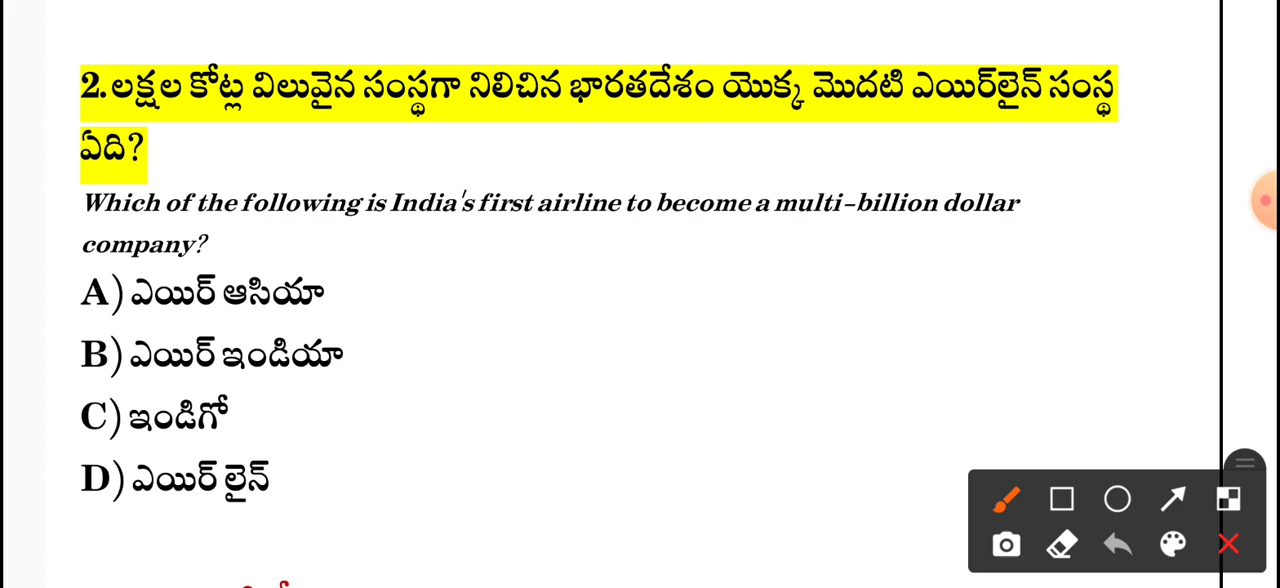 2. లక్షల కోట్ల విలువైన సంస్థగా నిలిచిన భారతదేశం యొక్క మొదటి ఎయిర్‌లైన్ సంస్థ
ఏది?
Which of the following is India's first airline to become a multi-billion dollar
company?
A) ఎయిర్ ఆసియా
B) ఎయిర్ ఇండియా
C) ఇండిగో
D) ఎయిర్ లైన్